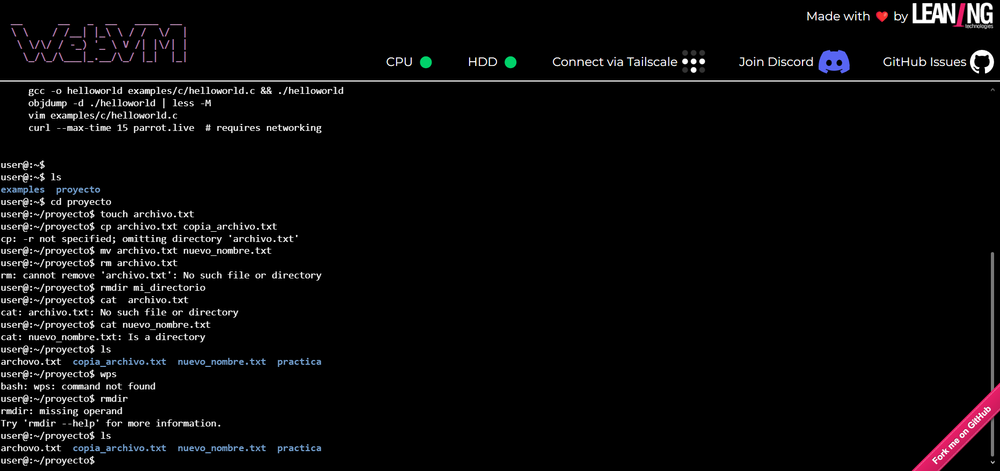 WebVM
Made with ❤️ by LEANING technologies
CPU
HDD
Connect via Tailscale
Join Discord
GitHub Issues
gcc -o helloworld examples/c/helloworld.c && ./helloworld
objdump -d ./helloworld | less -M
vim examples/c/helloworld.c
curl --max-time 15 parrot.live  # requires networking
user@:~$
user@:~$ ls
examples  proyecto
user@:~$ cd proyecto
user@:~/proyecto$ touch archivo.txt
user@:~/proyecto$ cp archivo.txt copia_archivo.txt
cp: -r not specified; omitting directory 'archivo.txt'
user@:~/proyecto$ mv archivo.txt nuevo_nombre.txt
user@:~/proyecto$ rm archivo.txt
rm: cannot remove 'archivo.txt': No such file or directory
user@:~/proyecto$ rmdir mi_directorio
user@:~/proyecto$ cat  archivo.txt
cat: archivo.txt: No such file or directory
user@:~/proyecto$ cat nuevo_nombre.txt
cat: nuevo_nombre.txt: Is a directory
user@:~/proyecto$ ls
archovo.txt  copia_archivo.txt  nuevo_nombre.txt  practica
user@:~/proyecto$ wps
bash: wps: command not found
user@:~/proyecto$ rmdir
rmdir: missing operand
Try 'rmdir --help' for more information.
user@:~/proyecto$ ls
archovo.txt  copia_archivo.txt  nuevo_nombre.txt  practica
user@:~/proyecto$
Fork me on GitHub